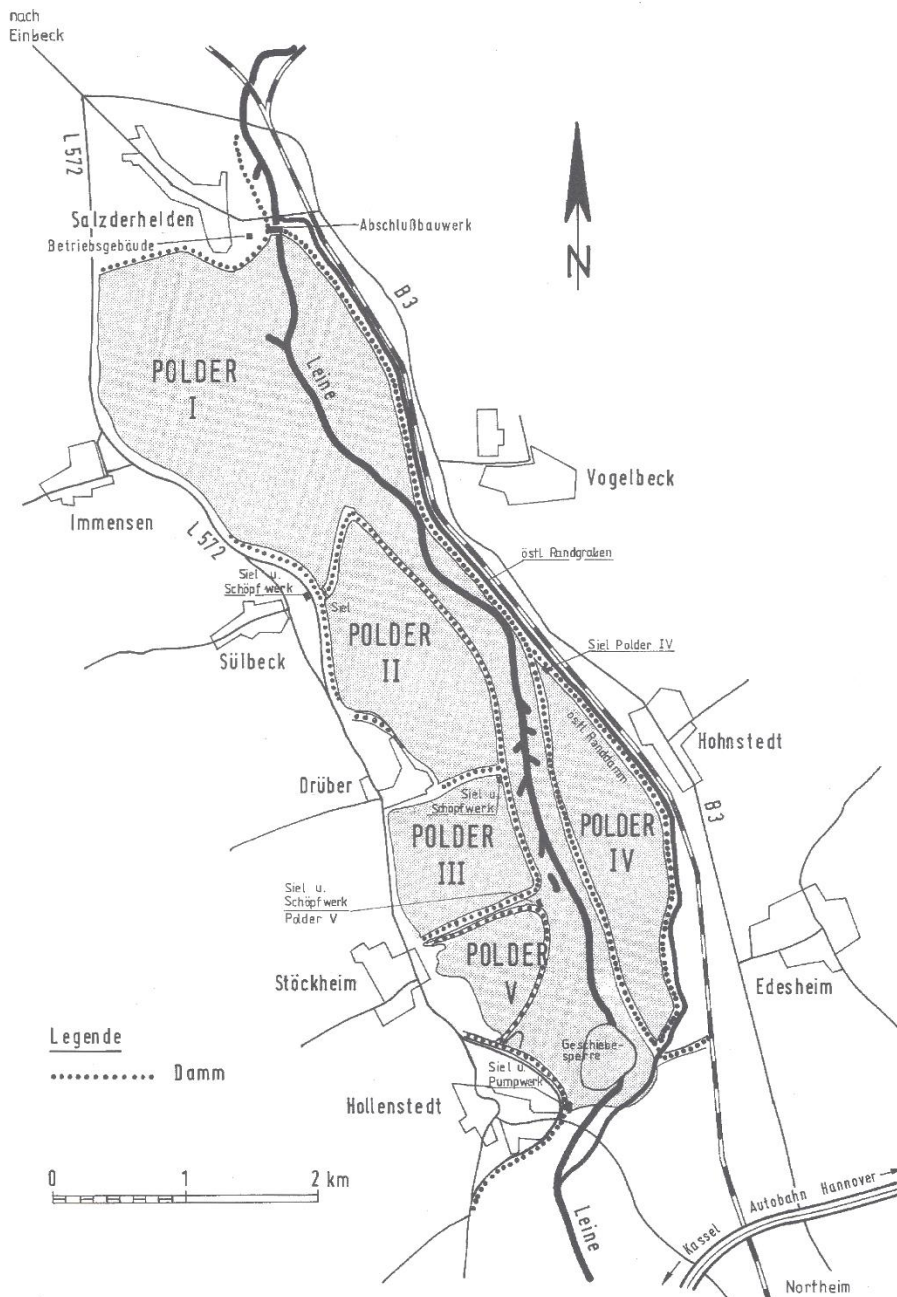 nach
Einbeck
L 572
Salzderhelden
Betriebsgebäude
Abschlußbauwerk
N
B 3
POLDER
I
Leine
Vogelbeck
Immensen
L 572
östl. Randgraben
Siel u.
Schöpfwerk
Siel
Sülbeck
POLDER
II
Siel Polder IV
östl. Randdamm
Hohnstedt
Drüber
Siel u.
Schöpfwerk
B 3
POLDER
III
POLDER
IV
Siel u.
Schöpfwerk
Polder V
POLDER
V
Stöckheim
Edesheim
Legende
Damm
Geschiebe-
sperre
Siel u.
Pumpwerk
Hollenstedt
0 1 2 km
Leine
Kassel Autobahn Hannover
Northeim